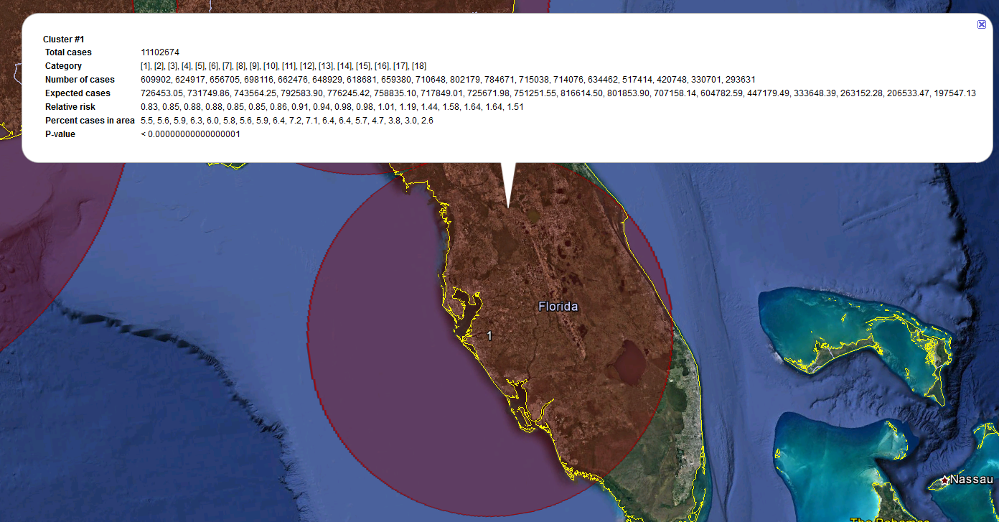 Cluster #1
Total cases 11102674
Category [1], [2], [3], [4], [5], [6], [7], [8], [9], [10], [11], [12], [13], [14], [15], [16], [17], [18]
Number of cases 609902, 624917, 656705, 698116, 662476, 648929, 618681, 659380, 710648, 802179, 784671, 715038, 714076, 634462, 517414, 420748, 330701, 293631
Expected cases 726453.05, 731749.86, 743564.25, 792583.90, 776245.42, 758835.10, 717849.01, 725671.98, 751251.55, 816614.50, 801853.90, 707158.14, 604782.59, 447179.49, 333648.39, 263152.28, 206533.47, 197547.13
Relative risk 0.83, 0.85, 0.88, 0.88, 0.85, 0.85, 0.86, 0.91, 0.94, 0.98, 0.98, 1.01, 1.19, 1.44, 1.58, 1.64, 1.64, 1.51
Percent cases in area 5.5, 5.6, 5.9, 6.3, 6.0, 5.8, 5.6, 5.9, 6.4, 7.2, 7.1, 6.4, 6.4, 5.7, 4.7, 3.8, 3.0, 2.6
P-value < 0.00000000000000001
Florida
1
Nassau
The Bahamas